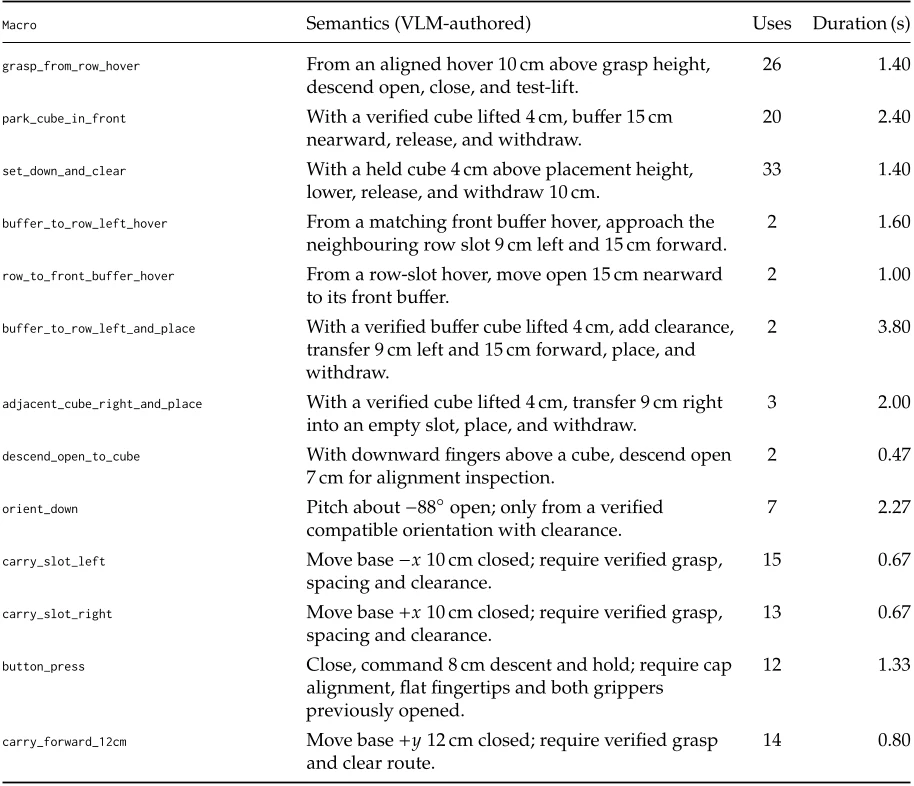 Macro Semantics (VLM-authored) Uses Duration (s)
grasp_from_row_hover From an aligned hover 10 cm above grasp height, 26 1.40
descend open, close, and test-lift.
park_cube_in_front With a verified cube lifted 4 cm, buffer 15 cm 20 2.40
nearward, release, and withdraw.
set_down_and_clear With a held cube 4 cm above placement height, 33 1.40
lower, release, and withdraw 10 cm.
buffer_to_row_left_hover From a matching front buffer hover, approach the 2 1.60
neighbouring row slot 9 cm left and 15 cm forward.
row_to_front_buffer_hover From a row-slot hover, move open 15 cm nearward 2 1.00
to its front buffer.
buffer_to_row_left_and_place With a verified buffer cube lifted 4 cm, add clearance, 2 3.80
transfer 9 cm left and 15 cm forward, place, and
withdraw.
adjacent_cube_right_and_place With a verified cube lifted 4 cm, transfer 9 cm right 3 2.00
into an empty slot, place, and withdraw.
descend_open_to_cube With downward fingers above a cube, descend open 2 0.47
7 cm for alignment inspection.
orient_down Pitch about −88° open; only from a verified 7 2.27
compatible orientation with clearance.
carry_slot_left Move base −x 10 cm closed; require verified grasp, 15 0.67
spacing and clearance.
carry_slot_right Move base +x 10 cm closed; require verified grasp, 13 0.67
spacing and clearance.
button_press Close, command 8 cm descent and hold; require cap 12 1.33
alignment, flat fingertips and both grippers
previously opened.
carry_forward_12cm Move base +y 12 cm closed; require verified grasp 14 0.80
and clear route.